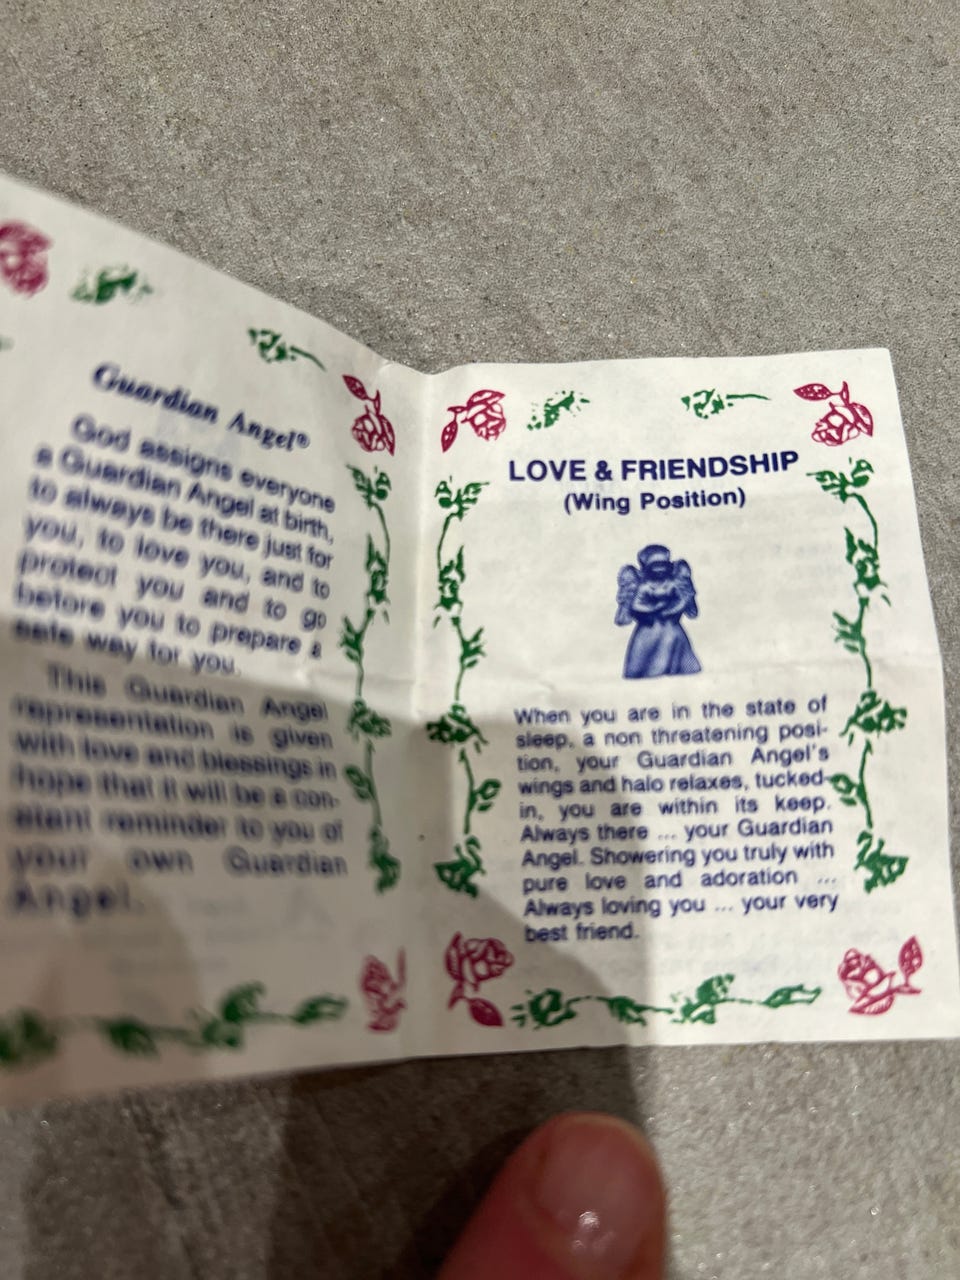 Guardian Angel®
God assigns everyone
a Guardian Angel at birth,
to always be there just for
you, to love you, and to
protect you and to go
before you to prepare a
safe way for you.
This Guardian Angel
representation is given
with love and blessings in
hope that it will be a con-
stant reminder to you of
your own Guardian
Angel.
LOVE & FRIENDSHIP
(Wing Position)
When you are in the state of
sleep, a non threatening posi-
tion, your Guardian Angel's
wings and halo relaxes, tucked-
in, you are within its keep.
Always there ... your Guardian
Angel. Showering you truly with
pure love and adoration ...
Always loving you ... your very
best friend.